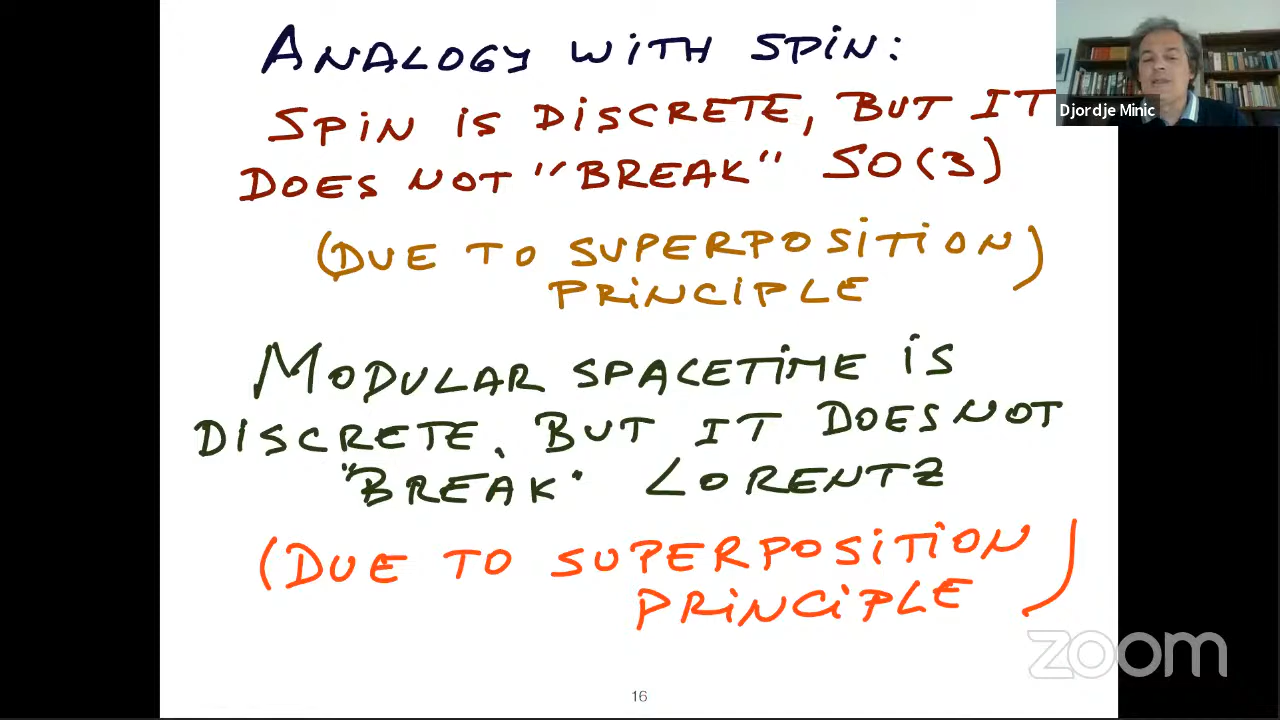 ANALOGY WITH SPIN:
SPIN IS DISCRETE, BUT IT
DOES NOT "BREAK" SO(3)
(DUE TO SUPERPOSITION
PRINCIPLE)
MODULAR SPACETIME IS
DISCRETE. BUT IT DOES NOT
"BREAK" LORENTZ
(DUE TO SUPERPOSITION
PRINCIPLE)
Djordje Minic
zoom
16